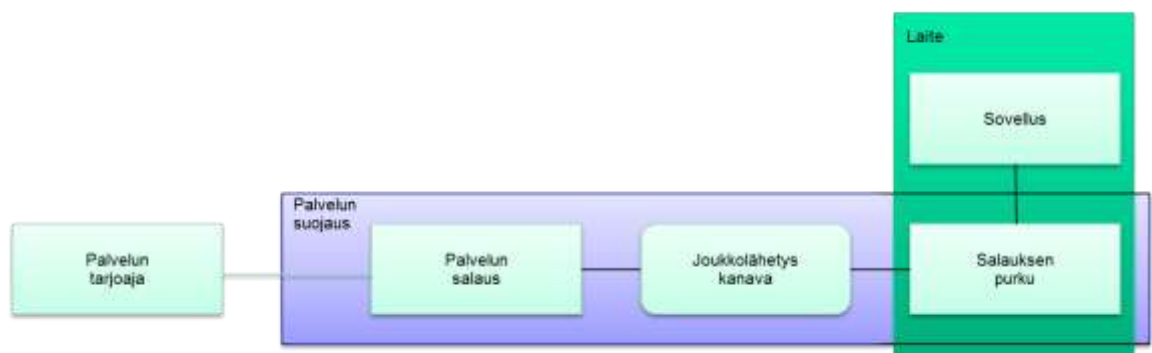 Laite
Sovellus
Palvelun
suojaus
Palvelun
tarjoaja
Palvelun
salaus
Joukkolähetys
kanava
Salauksen
purku